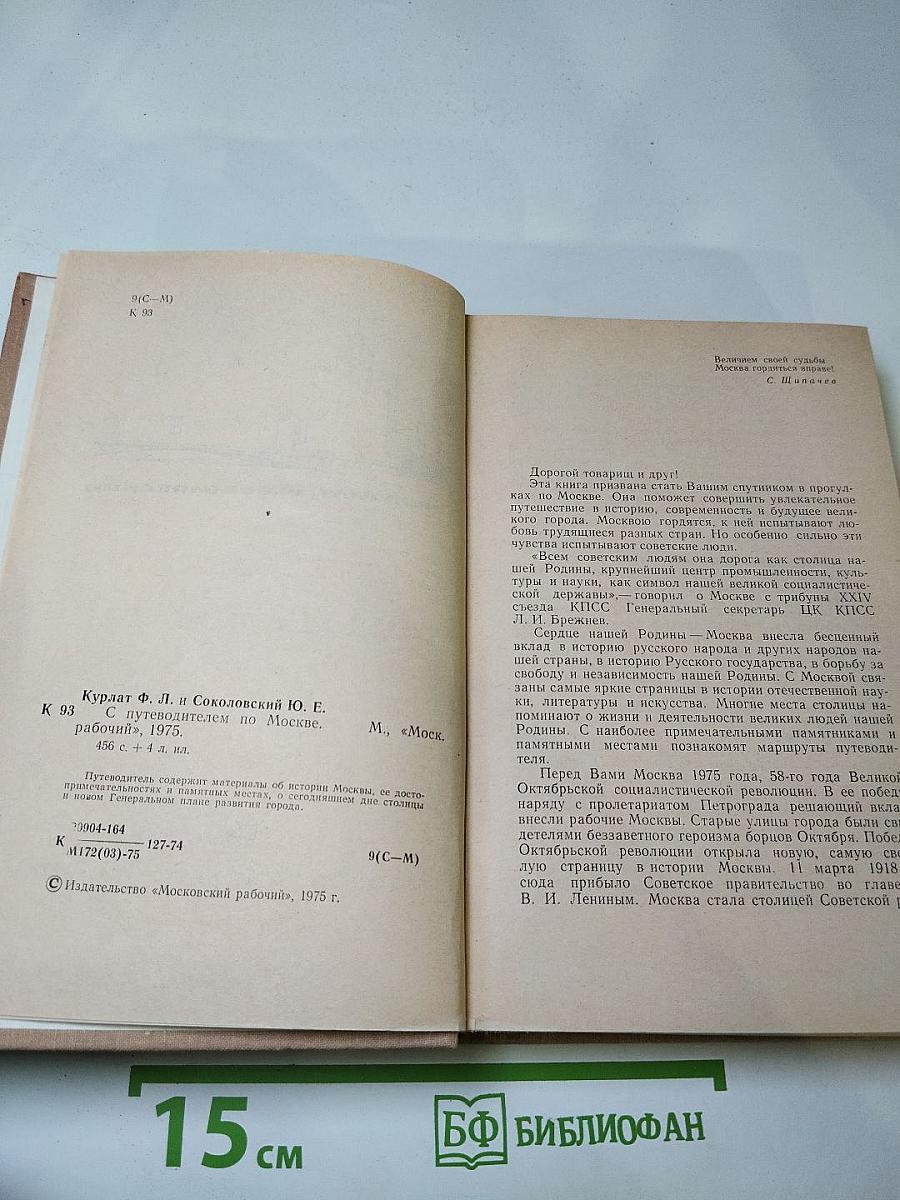 9(С—М)
К 93
Курлат Ф. Л. и Соколовский Ю. Е.
К 93 С путеводителем по Москве. М., «Моск.
рабочий», 1975.
456 с. + 4 л. ил.
Путеводитель содержит материалы об истории Москвы, ее досто-
примечательностях и памятных местах, о сегодняшнем дне столицы
и новом Генеральном плане развития города.
К 20904-164 127-74
М172(03)-75
9(С—М)
© Издательство «Московский рабочий», 1975 г.
Величием своей судьбы
Москва гордиться вправе!
С. Щипачев
Дорогой товарищ и друг!
Эта книга призвана стать Вашим спутником в прогул-
ках по Москве. Она поможет совершить увлекательное
путешествие в историю, современность и будущее вели-
кого города. Москвою гордятся, к ней испытывают лю-
бовь трудящиеся разных стран. Но особенно сильно эти
чувства испытывают советские люди.
«Всем советским людям она дорога как столица на-
шей Родины, крупнейший центр промышленности, куль-
туры и науки, как символ нашей великой социалистиче-
ской державы»,— говорил о Москве с трибуны XXIV
съезда КПСС Генеральный секретарь ЦК КПСС
Л. И. Брежнев.
Сердце нашей Родины — Москва внесла бесценный
вклад в историю русского народа и других народов на-
шей страны, в историю Русского государства, в борьбу за
свободу и независимость нашей Родины. С Москвой свя-
заны самые яркие страницы в истории отечественной нау-
ки, литературы и искусства. Многие места столицы на-
поминают о жизни и деятельности великих людей нашей
Родины. С наиболее примечательными памятниками и
памятными местами познакомят маршруты путеводи-
теля.
Перед Вами Москва 1975 года, 58-го года Великой
Октябрьской социалистической революции. В ее побед
наряду с пролетариатом Петрограда решающий вкла
внесли рабочие Москвы. Старые улицы города были сви
детелями беззаветного героизма борцов Октября. Побед
Октябрьской революции открыла новую, самую све
лую страницу в истории Москвы. 11 марта 1918
сюда прибыло Советское правительство во главе
В. И. Лениным. Москва стала столицей Советской р
15 см
БФ БИБЛИОФАН